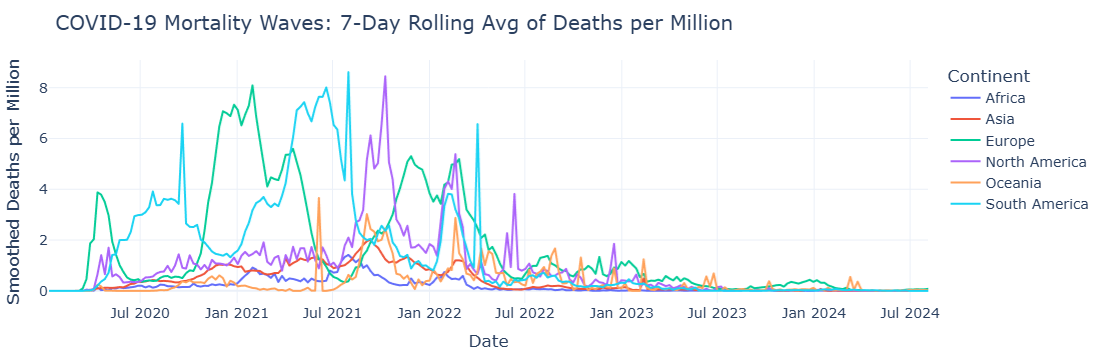 COVID-19 Mortality Waves: 7-Day Rolling Avg of Deaths per Million
Smoothed Deaths per Million
8
6
4
2
0
Jul 2020
Jan 2021
Jul 2021
Jan 2022
Jul 2022
Jan 2023
Jul 2023
Jan 2024
Jul 2024
Date
Continent
Africa
Asia
Europe
North America
Oceania
South America